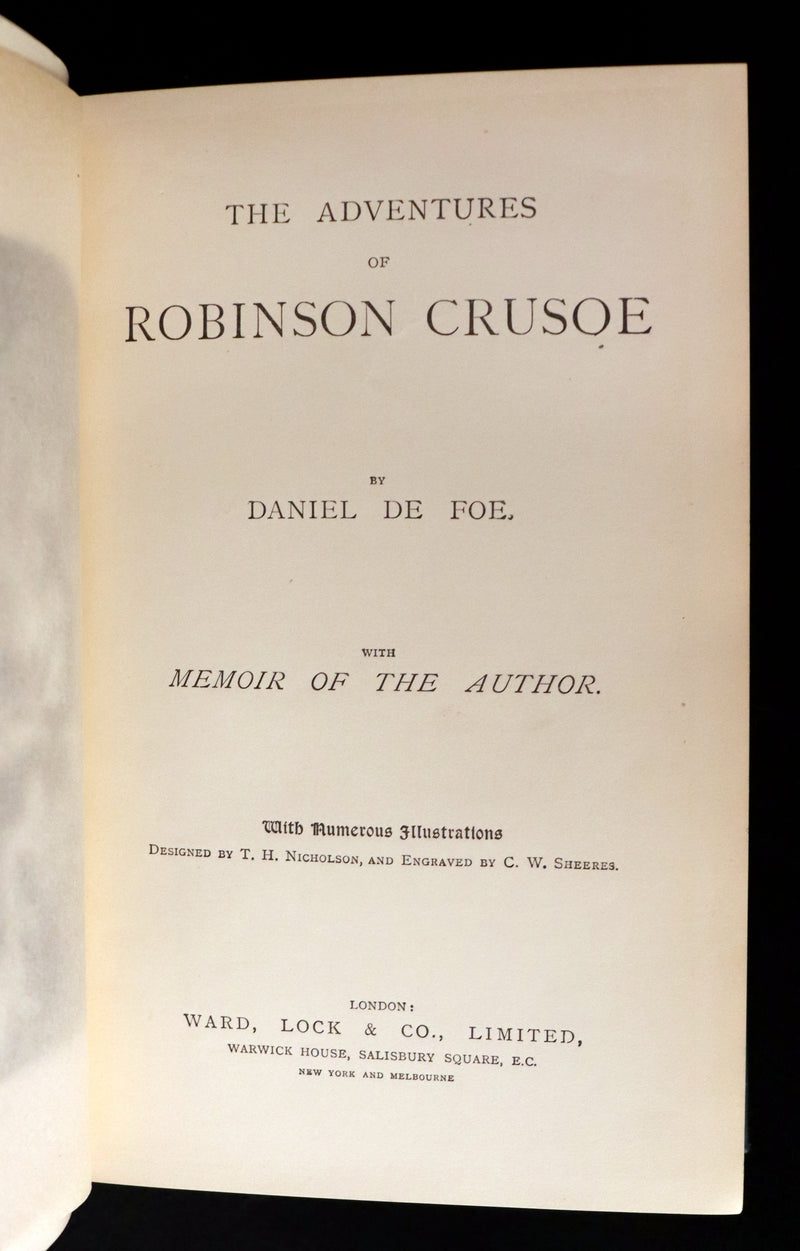 THE ADVENTURES
OF
ROBINSON CRUSOE
BY
DANIEL DE FOE.
WITH
MEMOIR OF THE AUTHOR.
With Numerous Illustrations
DESIGNED BY T. H. NICHOLSON, AND ENGRAVED BY C. W. SHEERES.
LONDON:
WARD, LOCK & CO., LIMITED,
WARWICK HOUSE, SALISBURY SQUARE, E.C.
NEW YORK AND MELBOURNE